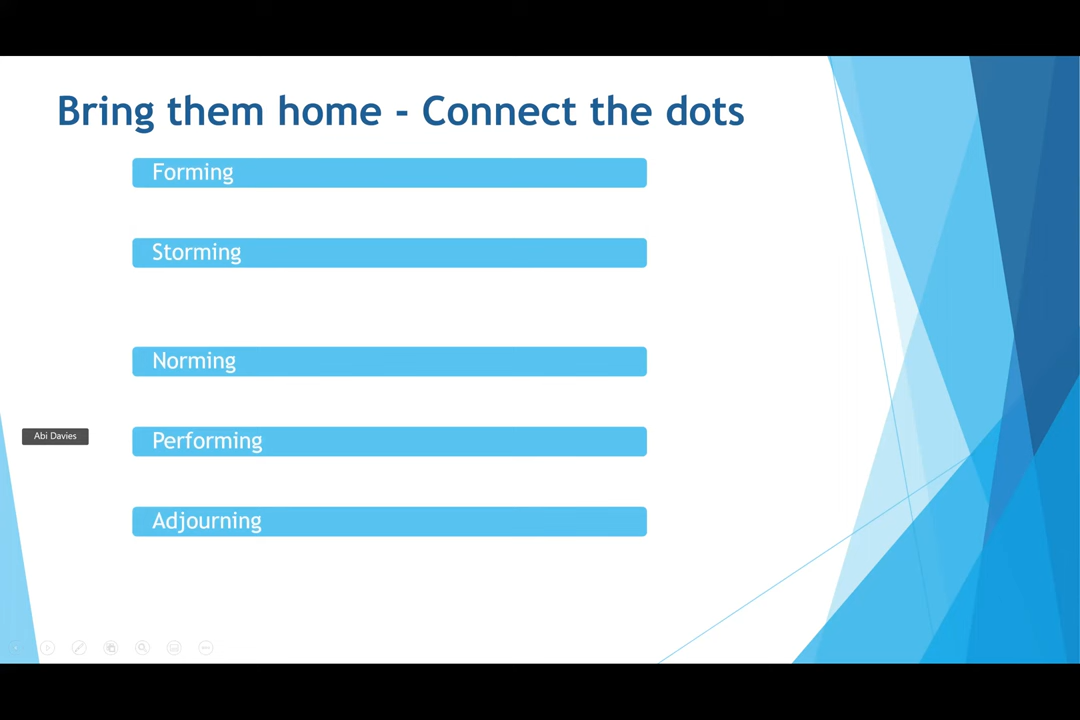 Bring them home - Connect the dots
Forming
Storming
Norming
Performing
Adjourning
Abi Davies